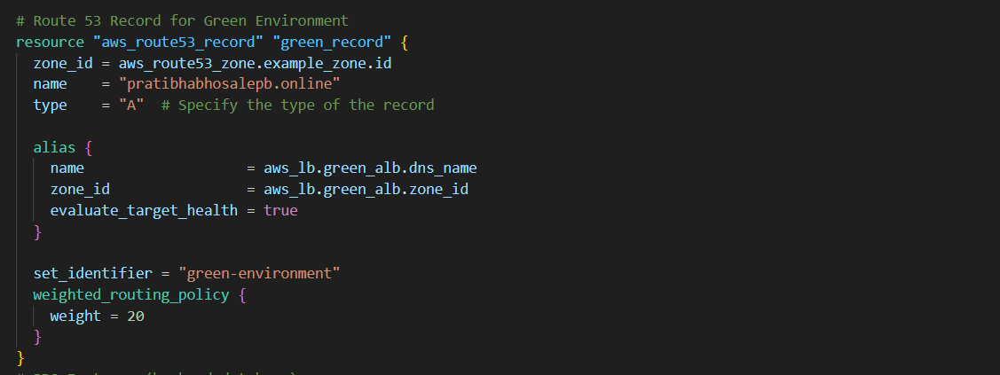 # Route 53 Record for Green Environment
resource "aws_route53_record" "green_record" {
  zone_id = aws_route53_zone.example_zone.id
  name    = "pratibhabhosalepb.online"
  type    = "A"  # Specify the type of the record

  alias {
    name                   = aws_lb.green_alb.dns_name
    zone_id                = aws_lb.green_alb.zone_id
    evaluate_target_health = true
  }

  set_identifier = "green-environment"
  weighted_routing_policy {
    weight = 20
  }
}